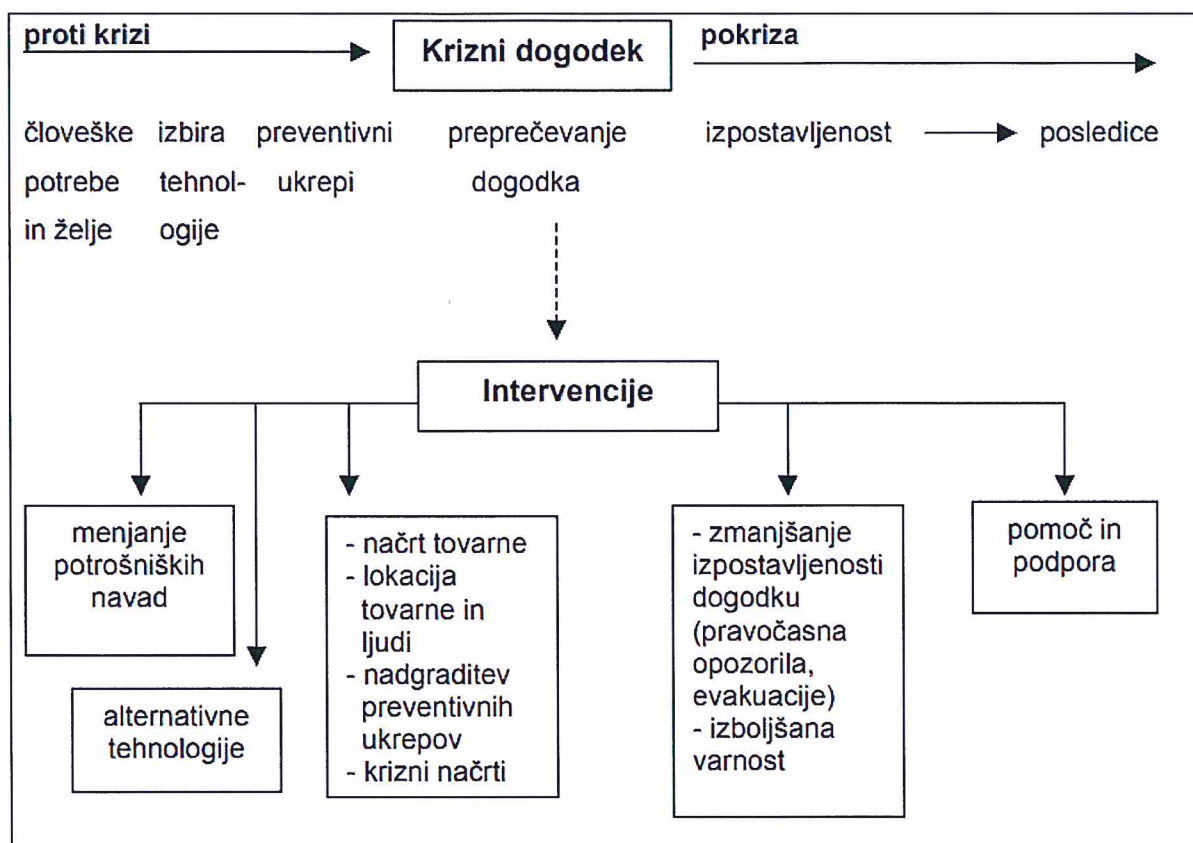 proti krizi
Krizni dogodek
pokriza
človeške izbira preventivni preprečevanje izpostavljenost posledice
potrebe tehnol- ukrepi dogodka
in želje ogije
Intervencije
menjanje
potrošniških
navad
alternativne
tehnologije
- načrt tovarne
- lokacija
tovarne in
ljudi
- nadgraditev
preventivnih
ukrepov
- krizni načrti
- zmanjšanje
izpostavljenosti
dogodku
(pravočasna
opozorila,
evakuacije)
- izboljšana
varnost
pomoč in
podpora